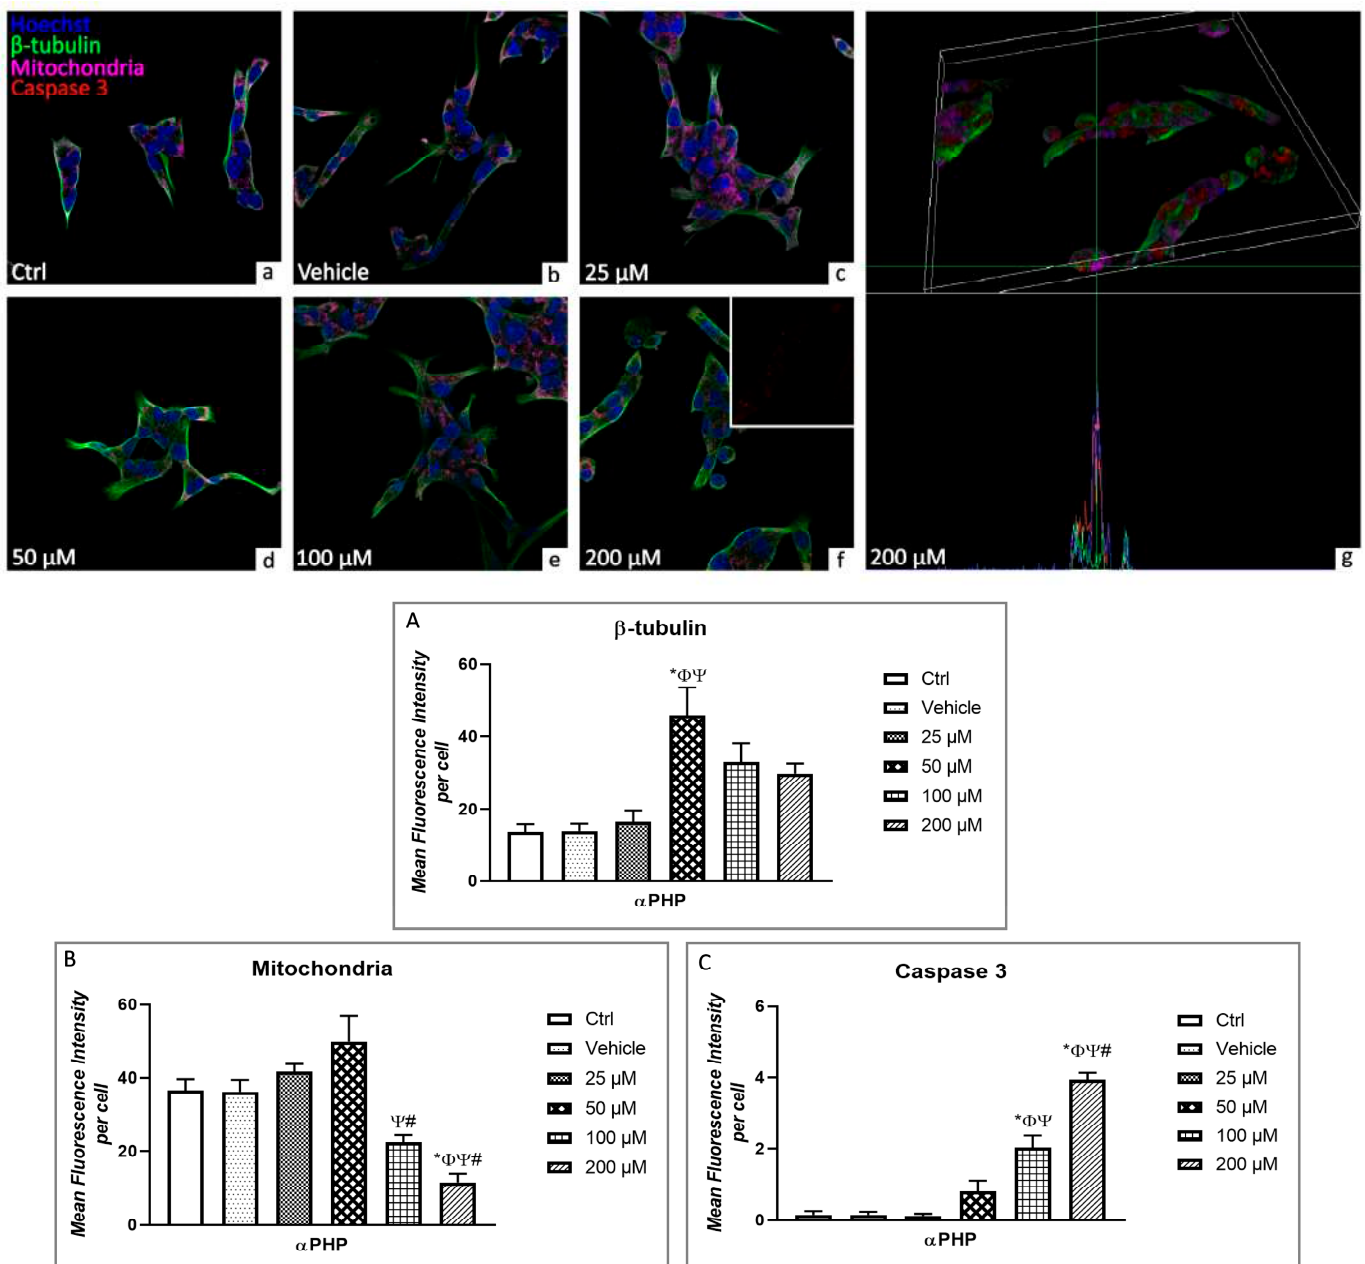 Hoechst
β-tubulin
Mitochondria
Caspase 3
Ctrl
a
Vehicle
b
25 µM
c
50 µM
d
100 µM
e
200 µM
f
200 µM
g
A
β-tubulin
Mean Fluorescence Intensity
per cell
60
40
20
0
*ΦΨ
αPHP
Ctrl
Vehicle
25 µM
50 µM
100 µM
200 µM
B
Mitochondria
Mean Fluorescence Intensity
per cell
60
40
20
0
Ψ#
*ΦΨ#
αPHP
Ctrl
Vehicle
25 µM
50 µM
100 µM
200 µM
C
Caspase 3
Mean Fluorescence Intensity
per cell
6
4
2
0
*ΦΨ
*ΦΨ#
αPHP
Ctrl
Vehicle
25 µM
50 µM
100 µM
200 µM